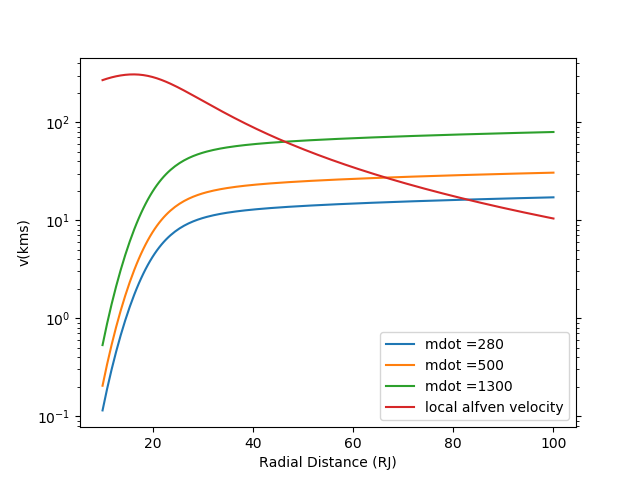 v(kms)
10²
10¹
10⁰
10⁻¹
20
40
60
80
100
Radial Distance (RJ)
mdot =280
mdot =500
mdot =1300
local alfven velocity